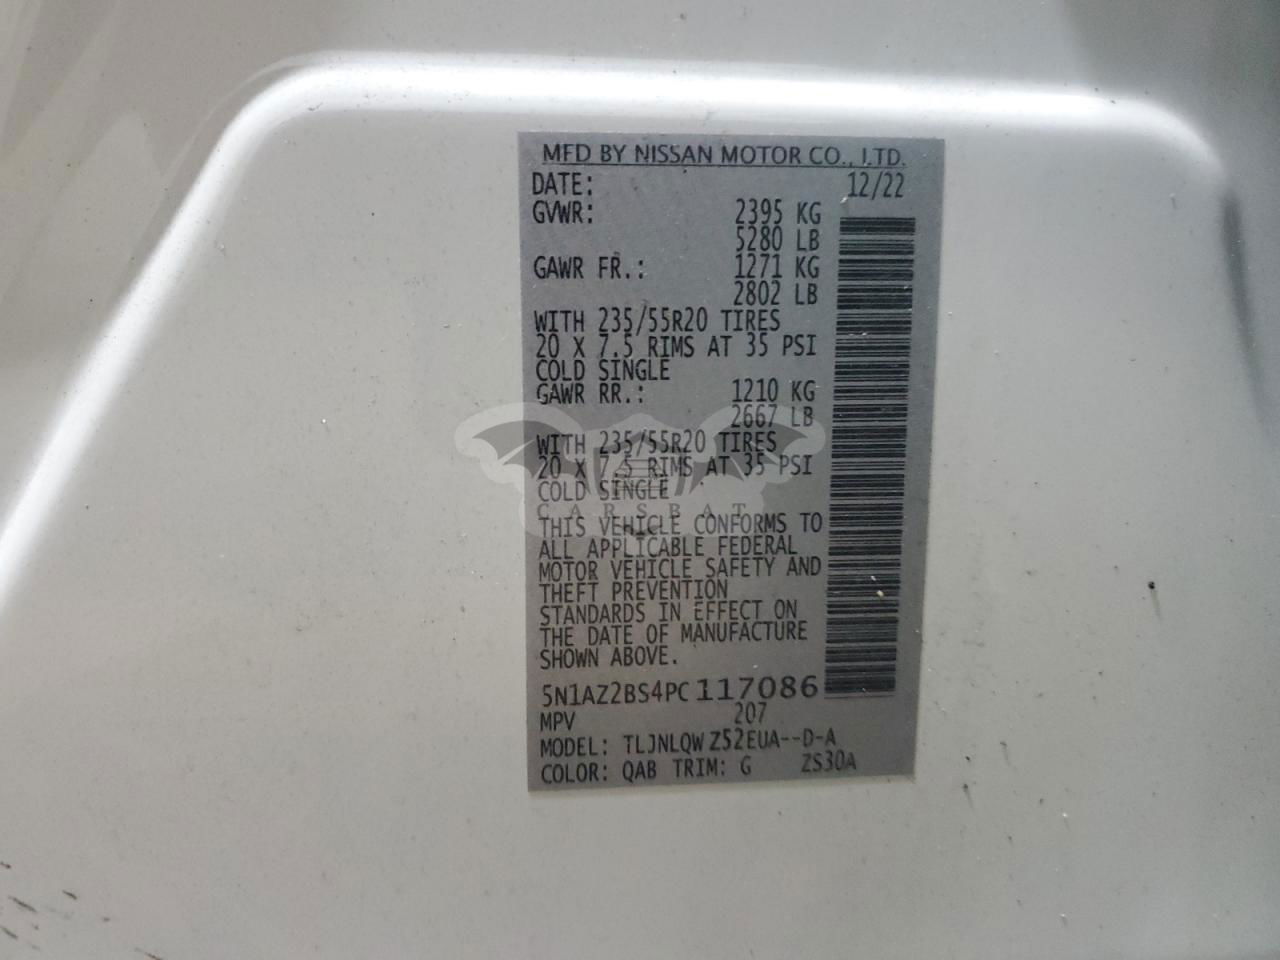 MFD BY NISSAN MOTOR CO., LTD.
DATE: 12/22
GVWR: 2395 KG
5280 LB
GAWR FR.: 1271 KG
2802 LB
WITH 235/55R20 TIRES
20 X 7.5 RIMS AT 35 PSI
COLD SINGLE
GAWR RR.: 1210 KG
2667 LB
WITH 235/55R20 TIRES
20 X 7.5 RIMS AT 35 PSI
COLD SINGLE
CARSBAT
THIS VEHICLE CONFORMS TO
ALL APPLICABLE FEDERAL
MOTOR VEHICLE SAFETY AND
THEFT PREVENTION
STANDARDS IN EFFECT ON
THE DATE OF MANUFACTURE
SHOWN ABOVE.
5N1AZ2BS4PC117086
MPV 207
MODEL: TLJNLQWZ52EUA--D-A
COLOR: QAB TRIM: G ZS30A